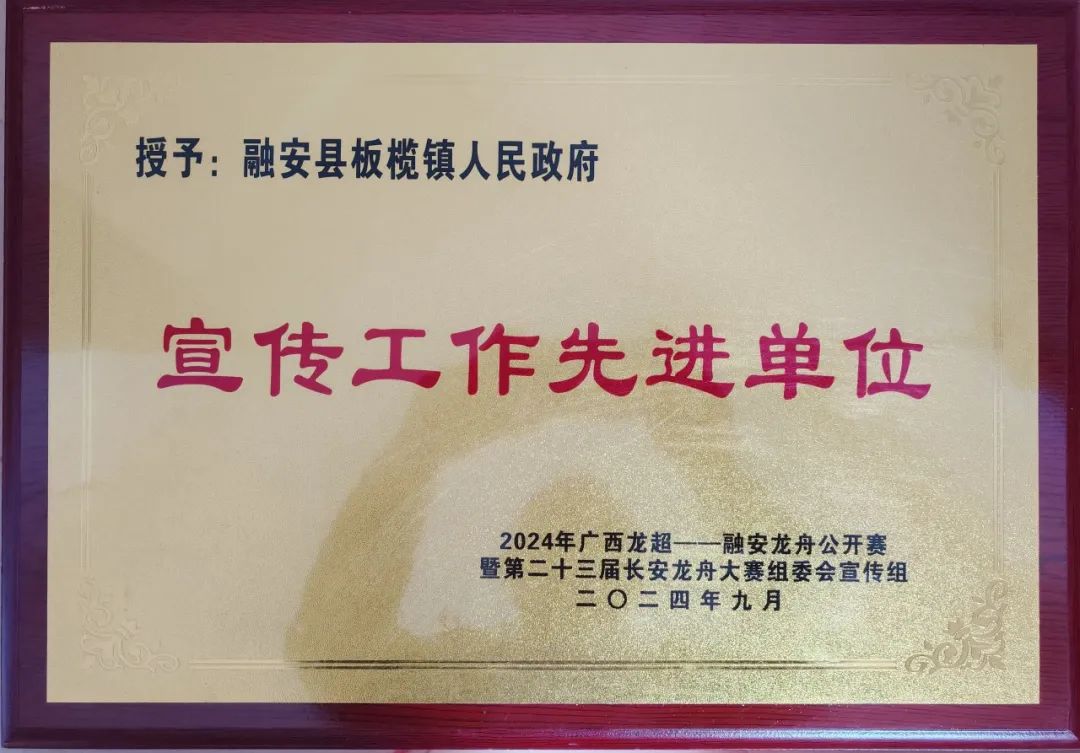 授予：融安县板榄镇人民政府
宣传工作先进单位
2024年广西龙超——融安龙舟公开赛
暨第二十三届长安龙舟大赛组委会宣传组
二〇二四年九月